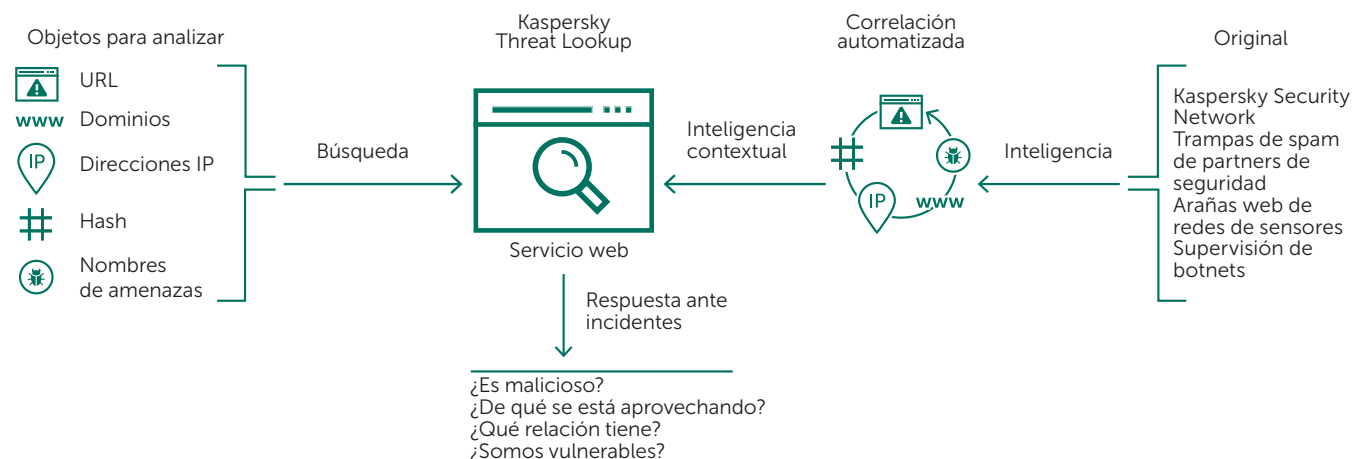 Objetos para analizar
URL
www Dominios
IP Direcciones IP
Hash
Nombres
de amenazas
Búsqueda
Kaspersky
Threat Lookup
Servicio web
Respuesta ante
incidentes
¿Es malicioso?
¿De qué se está aprovechando?
¿Qué relación tiene?
¿Somos vulnerables?
Inteligencia
contextual
Correlación
automatizada
IP
www
Inteligencia
Original
Kaspersky Security
Network
Trampas de spam
de partners de
seguridad
Arañas web de
redes de sensores
Supervisión de
botnets